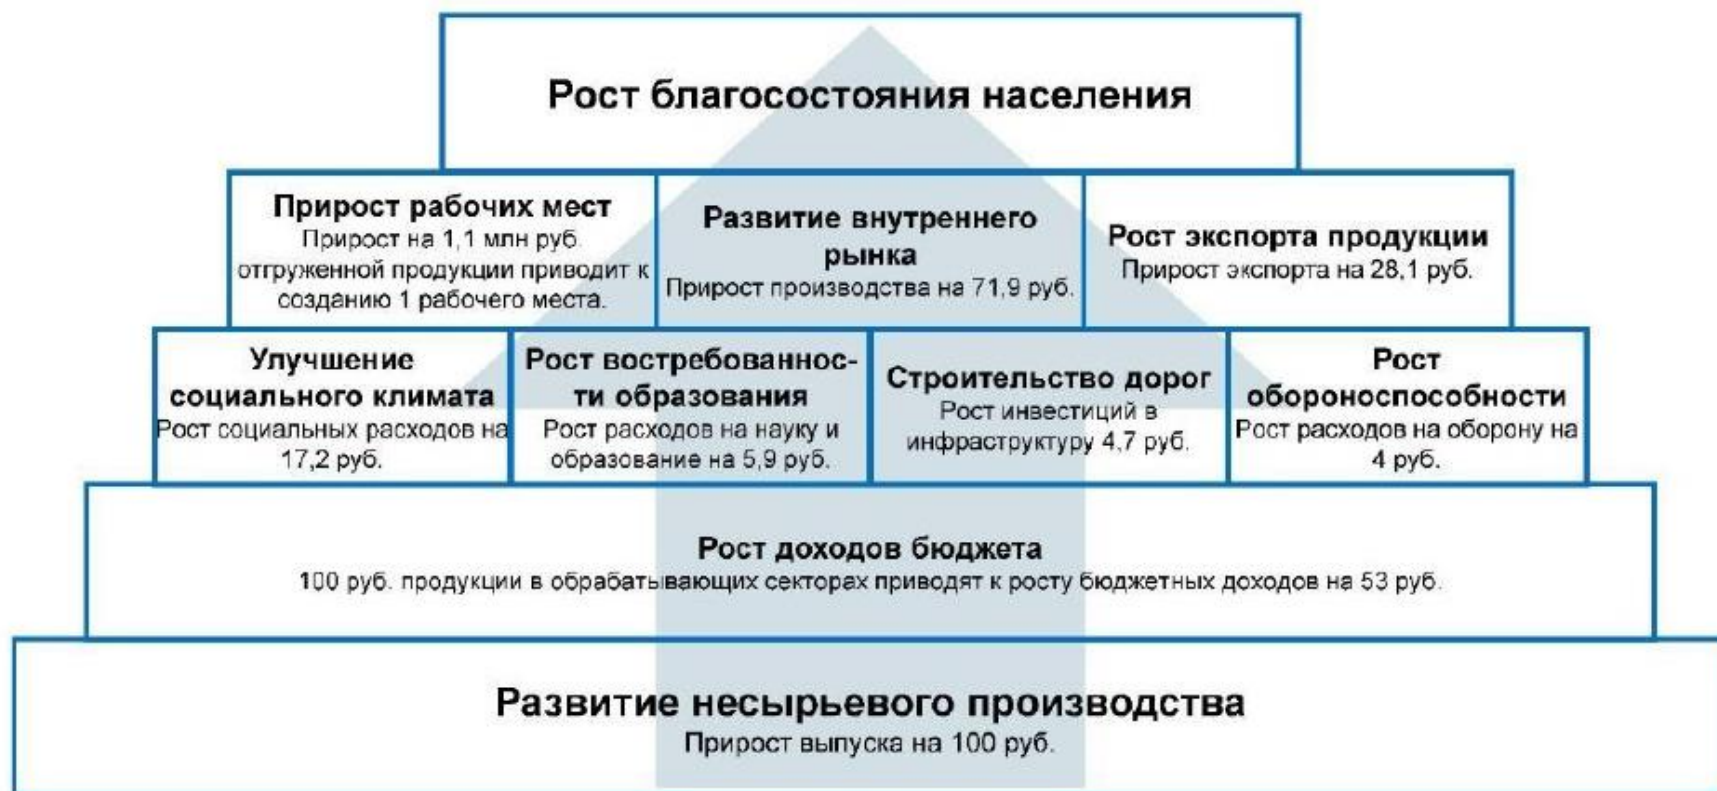 Рост благосостояния населения
Прирост рабочих мест
Прирост на 1,1 млн руб.
отгруженной продукции приводит к
созданию 1 рабочего места.
Развитие внутреннего
рынка
Прирост производства на 71,9 руб.
Рост экспорта продукции
Прирост экспорта на 28,1 руб.
Улучшение
социального климата
Рост социальных расходов на
17,2 руб.
Рост востребованнос-
ти образования
Рост расходов на науку и
образование на 5,9 руб.
Строительство дорог
Рост инвестиций в
инфраструктуру 4,7 руб.
Рост
обороноспособности
Рост расходов на оборону на
4 руб.
Рост доходов бюджета
100 руб. продукции в обрабатывающих секторах приводят к росту бюджетных доходов на 53 руб.
Развитие несырьевого производства
Прирост выпуска на 100 руб.